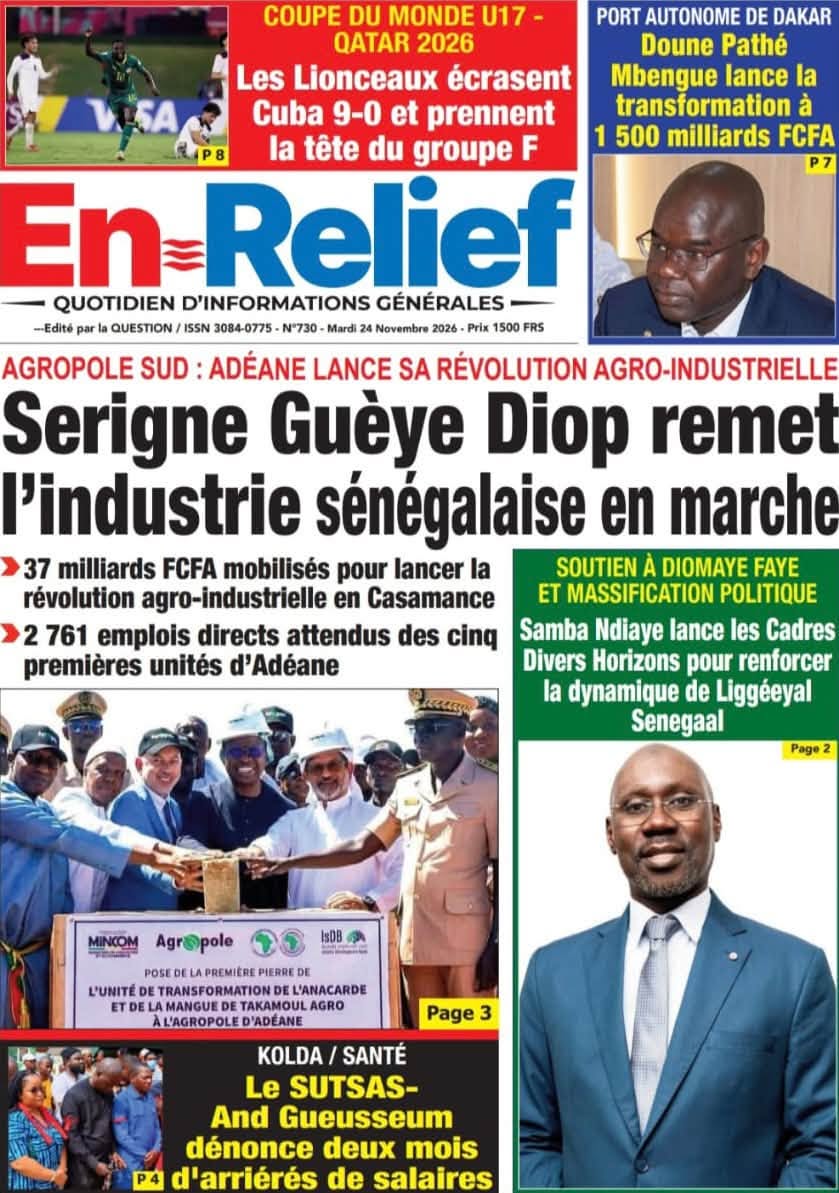 COUPE DU MONDE U17 -
QATAR 2026
Les Lionceaux écrasent
Cuba 9-0 et prennent
la tête du groupe F
VISA
P 8
PORT AUTONOME DE DAKAR
Doune Pathé
Mbengue lance la
transformation à
1 500 milliards FCFA
P 7
En Relief
QUOTIDIEN D'INFORMATIONS GÉNÉRALES
---Edité par la QUESTION / ISSN 3084-0775 - N°730 - Mardi 24 Novembre 2026 - Prix 1500 FRS
AGROPOLE SUD : ADÉANE LANCE SA RÉVOLUTION AGRO-INDUSTRIELLE
Serigne Guèye Diop remet
l'industrie sénégalaise en marche
37 milliards FCFA mobilisés pour lancer la
révolution agro-industrielle en Casamance
2 761 emplois directs attendus des cinq
premières unités d'Adéane
MINCOM Agropole IsDB
POSE DE LA PREMIÈRE PIERRE DE
L'UNITÉ DE TRANSFORMATION DE L'ANACARDE
ET DE LA MANGUE DE TAKAMOUL AGRO
À L'AGROPOLE D'ADÉANE
Page 3
SOUTIEN À DIOMAYE FAYE
ET MASSIFICATION POLITIQUE
Samba Ndiaye lance les Cadres
Divers Horizons pour renforcer
la dynamique de Liggéeyal
Senegaal
Page 2
KOLDA / SANTÉ
Le SUTSAS-
And Gueusseum
dénonce deux mois
d'arriérés de salaires
P 4